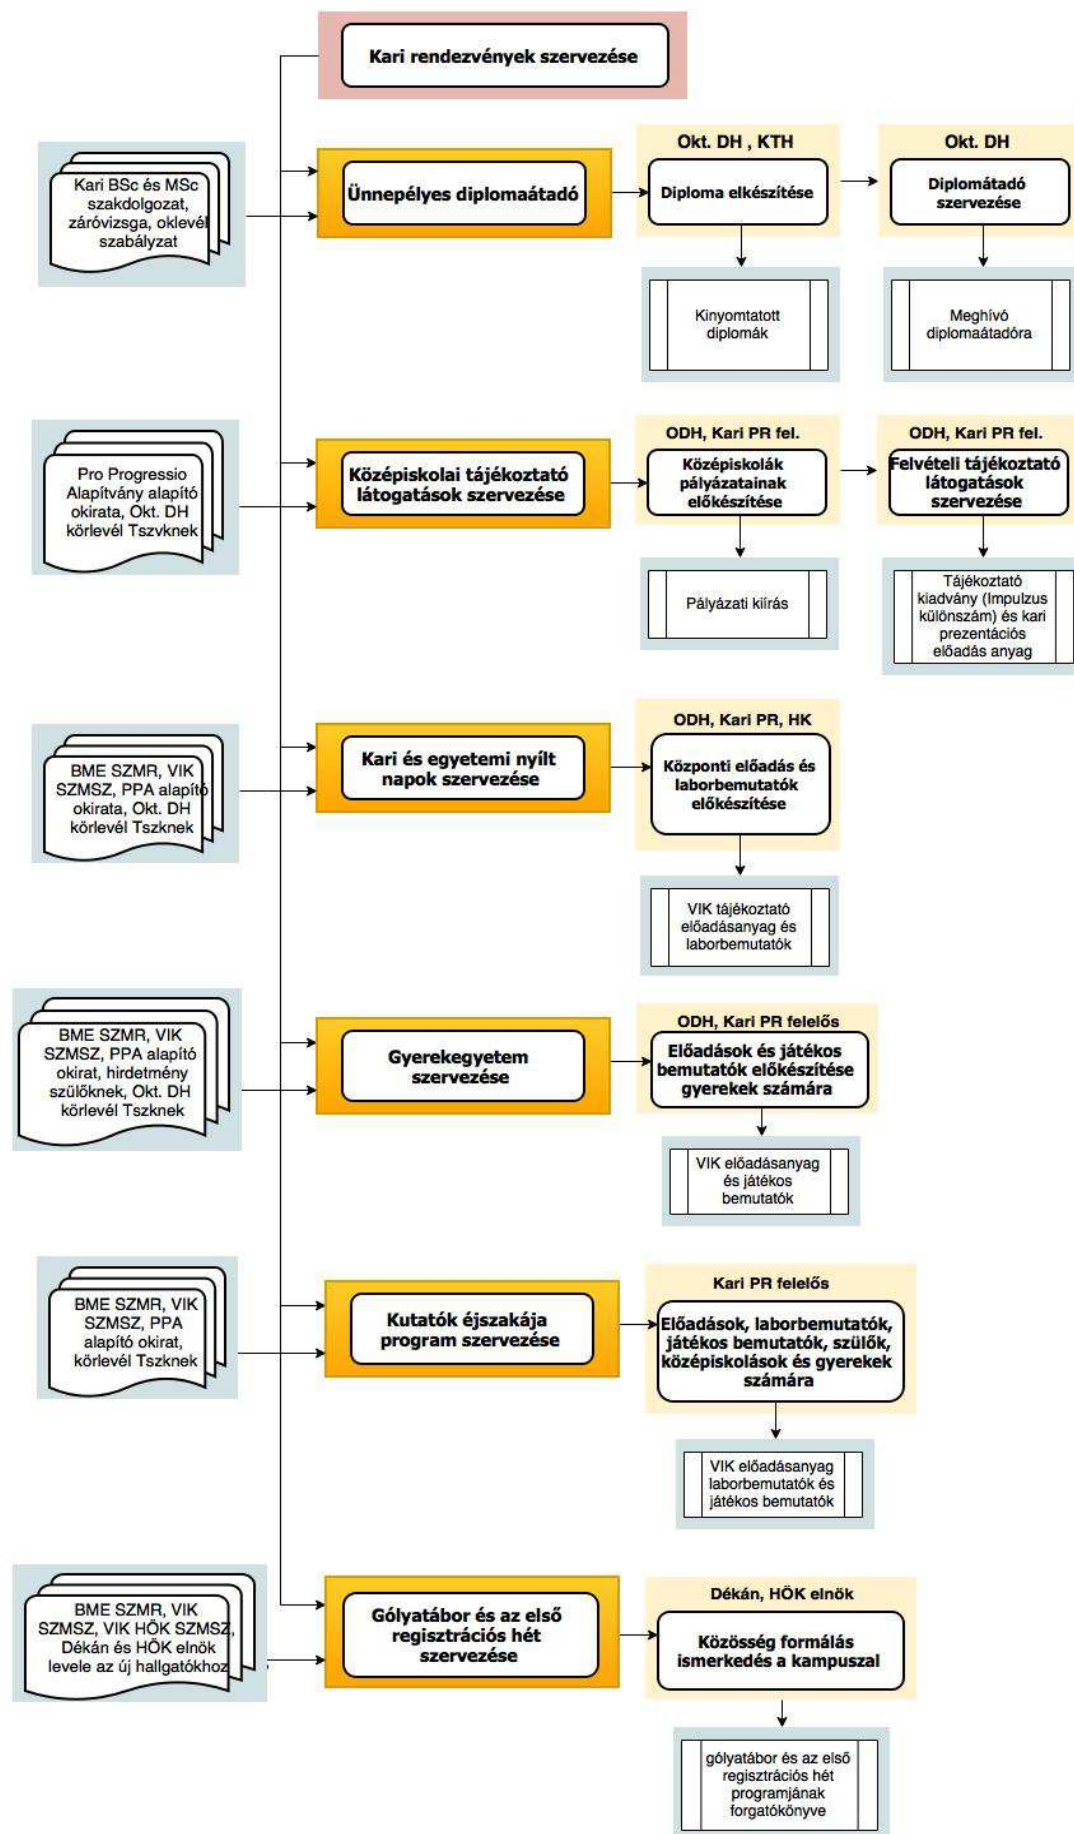 Kari rendezvények szervezése
Kari BSc és MSc
szakdolgozat,
záróvizsga, oklevél
szabályzat
Ünnepélyes diplomaátadó
Okt. DH , KTH
Diploma elkészítése
Okt. DH
Diplomátadó
szervezése
Kinyomtatott
diplomák
Meghívó
diplomaátadóra
Pro Progressio
Alapítvány alapító
okirata, Okt. DH
körlevél Tszvknek
Középiskolai tájékoztató
látogatások szervezése
ODH, Kari PR fel.
Középiskolák
pályázatainak
előkészítése
ODH, Kari PR fel.
Felvételi tájékoztató
látogatások
szervezése
Pályázati kiírás
Tájékoztató
kiadvány (Impulzus
különszám) és kari
prezentációs
előadás anyag
BME SZMR, VIK
SZMSZ, PPA alapító
okirata, Okt. DH
körlevél Tszknek
Kari és egyetemi nyílt
napok szervezése
ODH, Kari PR, HK
Központi előadás és
laborbemutatók
előkészítése
VIK tájékoztató
előadásanyag és
laborbemutatók
BME SZMR, VIK
SZMSZ, PPA alapító
okirat, hirdetmény
szülőknek, Okt. DH
körlevél Tszknek
Gyerekegyetem
szervezése
ODH, Kari PR felelős
Előadások és játékos
bemutatók előkészítése
gyerekek számára
VIK előadásanyag
és játékos
bemutatók
BME SZMR, VIK
SZMSZ, PPA
alapító okirat,
körlevél Tszknek
Kutatók éjszakája
program szervezése
Kari PR felelős
Előadások, laborbemutatók,
játékos bemutatók, szülők,
középiskolások és gyerekek
számára
VIK előadásanyag
laborbemutatók és
játékos bemutatók
BME SZMR, VIK
SZMSZ, VIK HÖK SZMSZ,
Dékán és HÖK elnök
levele az új hallgatókhoz
Gólyatábor és az első
regisztrációs hét
szervezése
Dékán, HÖK elnök
Közösség formálás
ismerkedés a kampuszal
gólyatábor és az első
regisztrációs hét
programjának
forgatókönyve